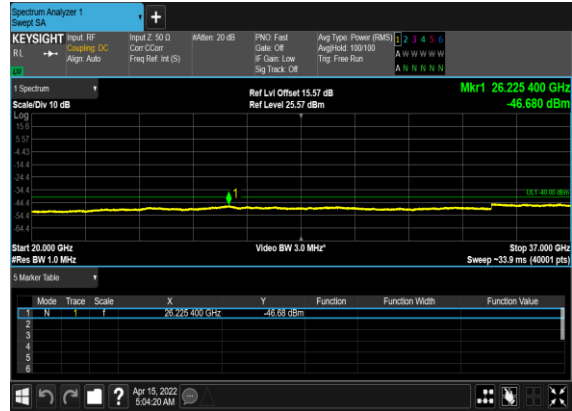 Spectrum Analyzer 1
Swept SA
+
KEYSIGHT Input: RF Input Z: 50 Ω #Atten: 20 dB PNO: Fast Avg Type: Power (RMS) 1 2 3 4 5 6
RL Coupling: DC Corr CCorr Gate: Off Avg|Hold: 100/100 A W W W W W
Align: Auto Freq Ref: Int (S) IF Gain: Low Trig: Free Run
LXI Sig Track: Off A N N N N N
1 Spectrum Ref Lvl Offset 15.57 dB Mkr1 26.225 400 GHz
Scale/Div 10 dB Ref Level 25.57 dBm -46.680 dBm
Log
15.6
5.57
-4.43
-14.4
-24.4
-34.4 1 DL1 -40.00 dBm
-44.4
-54.4
-64.4
Start 20.000 GHz Video BW 3.0 MHz* Stop 37.000 GHz
#Res BW 1.0 MHz Sweep ~33.9 ms (40001 pts)
5 Marker Table
Mode Trace Scale X Y Function Function Width Function Value
1 N 1 f 26.225 400 GHz -46.68 dBm
2
3
4
5
6
? Apr 15, 2022
5:04:20 AM